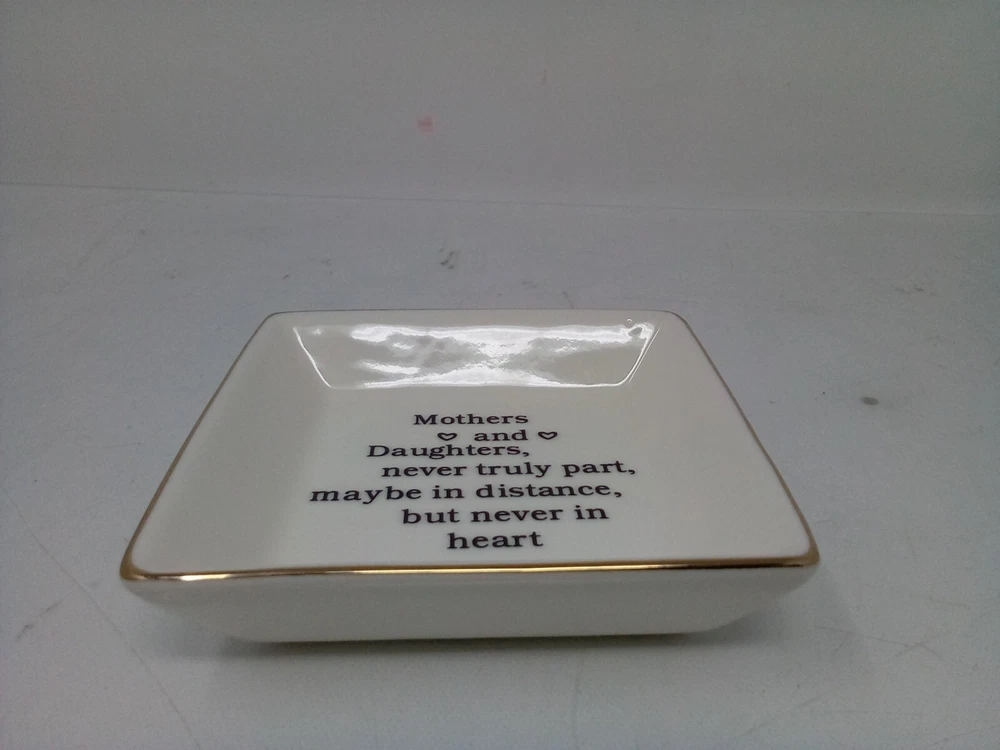 Mothers
♡ and ♡
Daughters,
never truly part,
maybe in distance,
but never in
heart